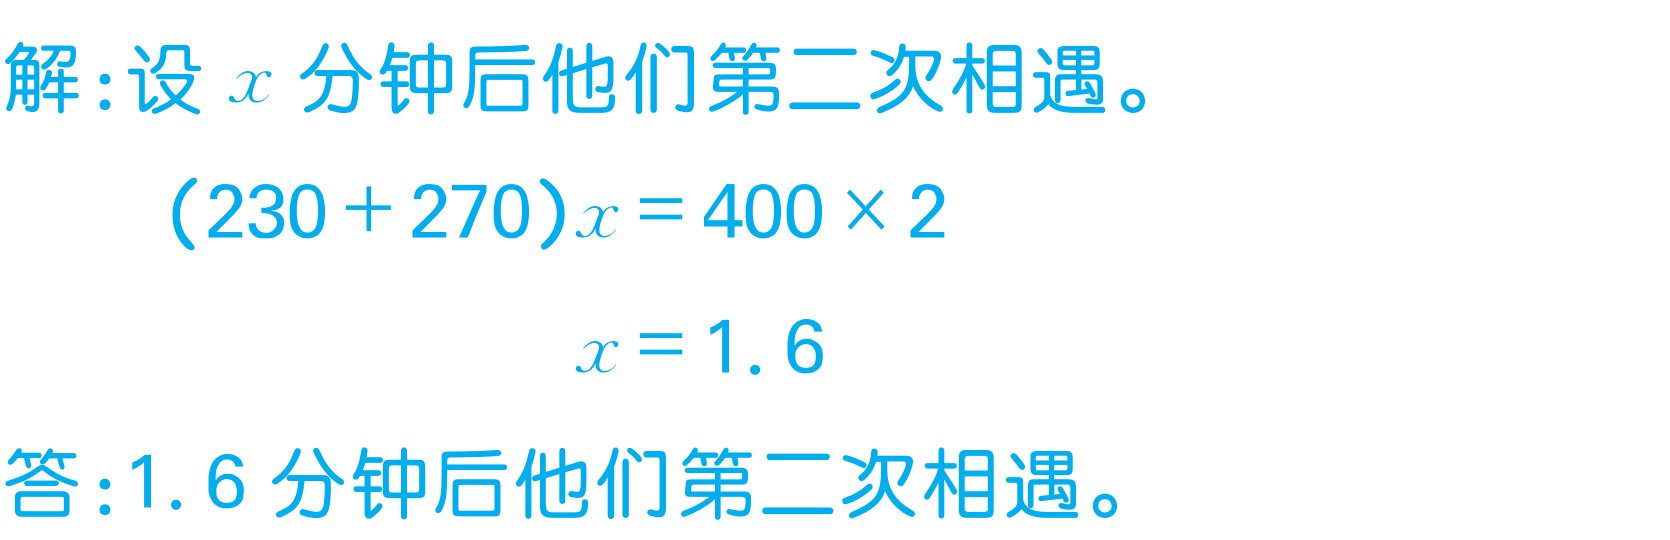 解:设 x 分钟后他们第二次相遇。
(230+270)x=400×2
x=1.6
答:1.6 分钟后他们第二次相遇。